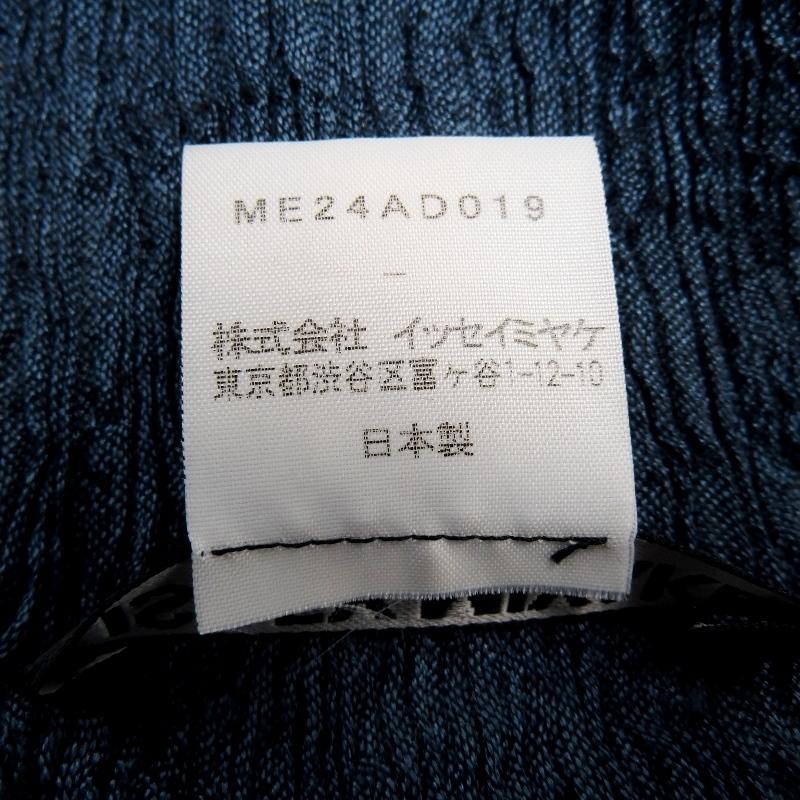 ME24AD019
–
株式会社 イッセイミヤケ
東京都渋谷区富ヶ谷1-12-10
日本製